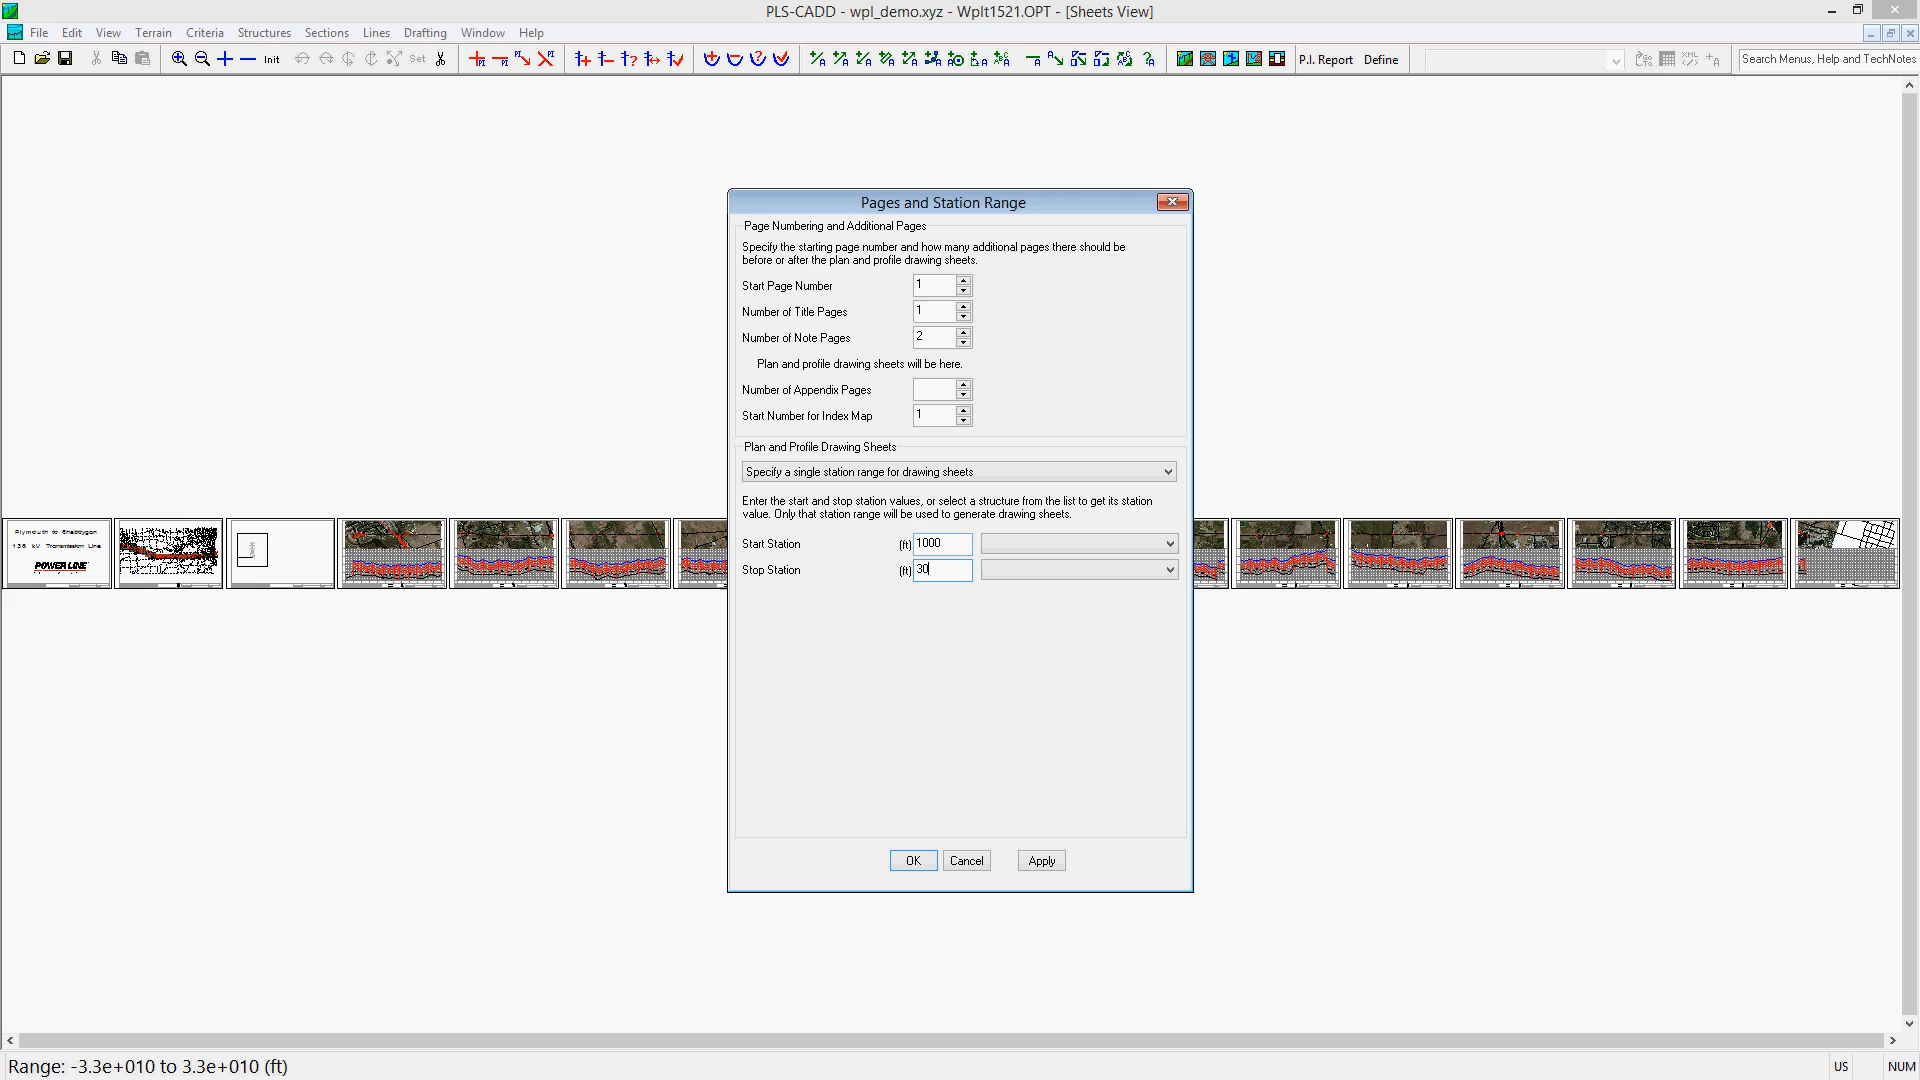 PLS-CADD - wpl_demo.xyz - Wplt1521.OPT - [Sheets View]
File Edit View Terrain Criteria Structures Sections Lines Drafting Window Help
Init Set P.I. Report Define Search Menus, Help and TechNotes
Pages and Station Range
Page Numbering and Additional Pages
Specify the starting page number and how many additional pages there should be
before or after the plan and profile drawing sheets.
Start Page Number 1
Number of Title Pages 1
Number of Note Pages 2
Plan and profile drawing sheets will be here.
Number of Appendix Pages
Start Number for Index Map 1
Plan and Profile Drawing Sheets
Specify a single station range for drawing sheets
Enter the start and stop station values, or select a structure from the list to get its station
value. Only that station range will be used to generate drawing sheets.
Start Station (ft) 1000
Stop Station (ft) 30
OK Cancel Apply
Plymouth to Sheboygan
138 kV Transmission Line
POWER LINE
Range: -3.3e+010 to 3.3e+010 (ft) US NUM